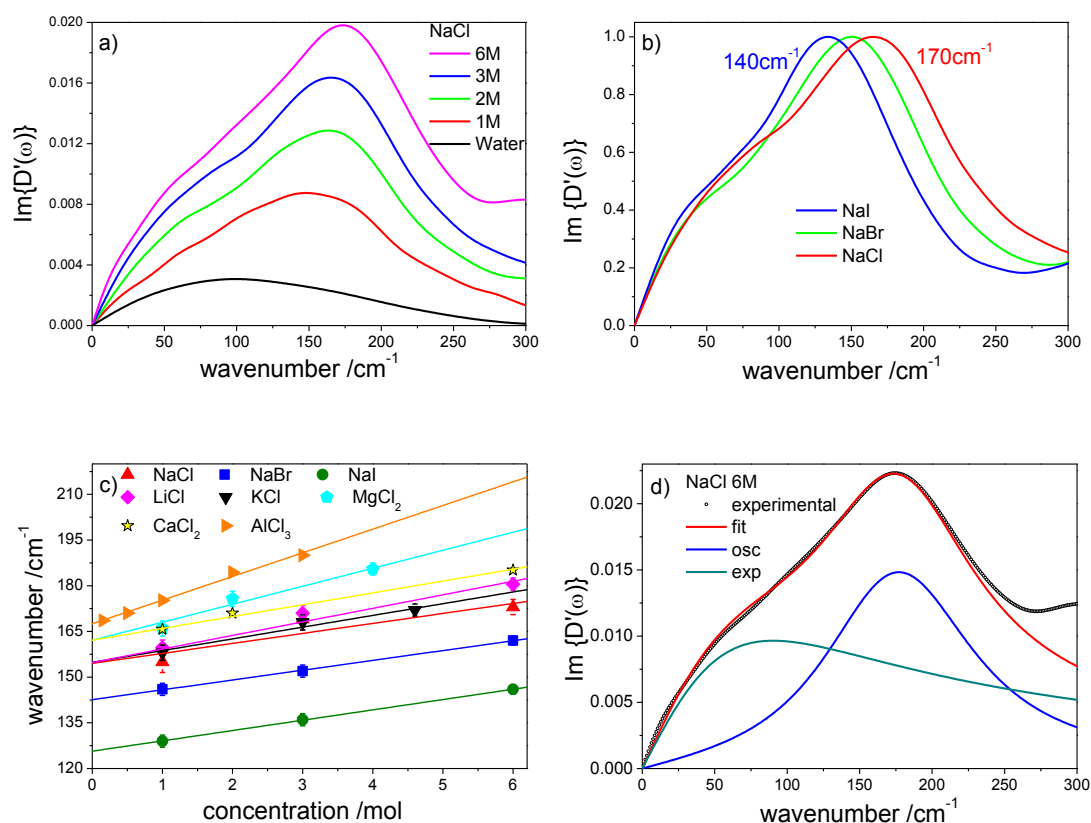 a)
NaCl
6M
3M
2M
1M
Water
Im{D'(ω)}
0.020
0.016
0.012
0.008
0.004
0.000
0 50 100 150 200 250 300
wavenumber /cm-1
b)
140cm-1
170cm-1
NaI
NaBr
NaCl
Im {D'(ω)}
1.0
0.8
0.6
0.4
0.2
0.0
0 50 100 150 200 250 300
wavenumber /cm-1
c)
NaCl NaBr NaI
LiCl KCl MgCl2
CaCl2 AlCl3
wavenumber /cm-1
210
195
180
165
150
135
120
0 1 2 3 4 5 6
concentration /mol
d)
NaCl 6M
experimental
fit
osc
exp
Im {D'(ω)}
0.020
0.015
0.010
0.005
0.000
0 50 100 150 200 250 300
wavenumber /cm-1